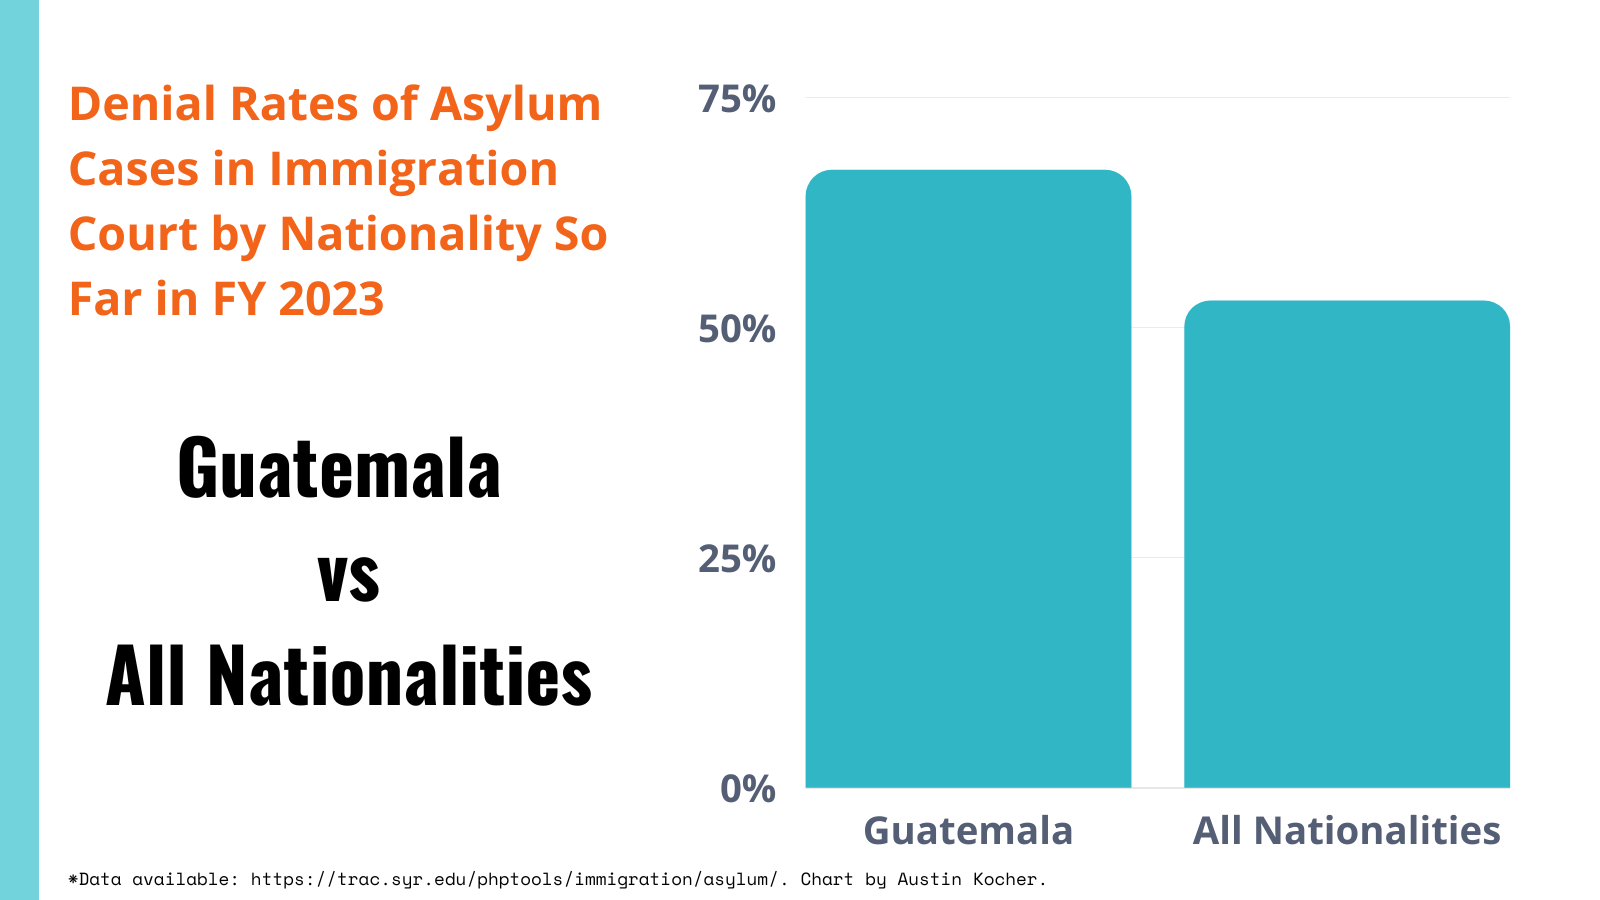 Denial Rates of Asylum
Cases in Immigration
Court by Nationality So
Far in FY 2023
Guatemala
vs
All Nationalities
75%
50%
25%
0%
Guatemala
All Nationalities
*Data available: https://trac.syr.edu/phptools/immigration/asylum/. Chart by Austin Kocher.